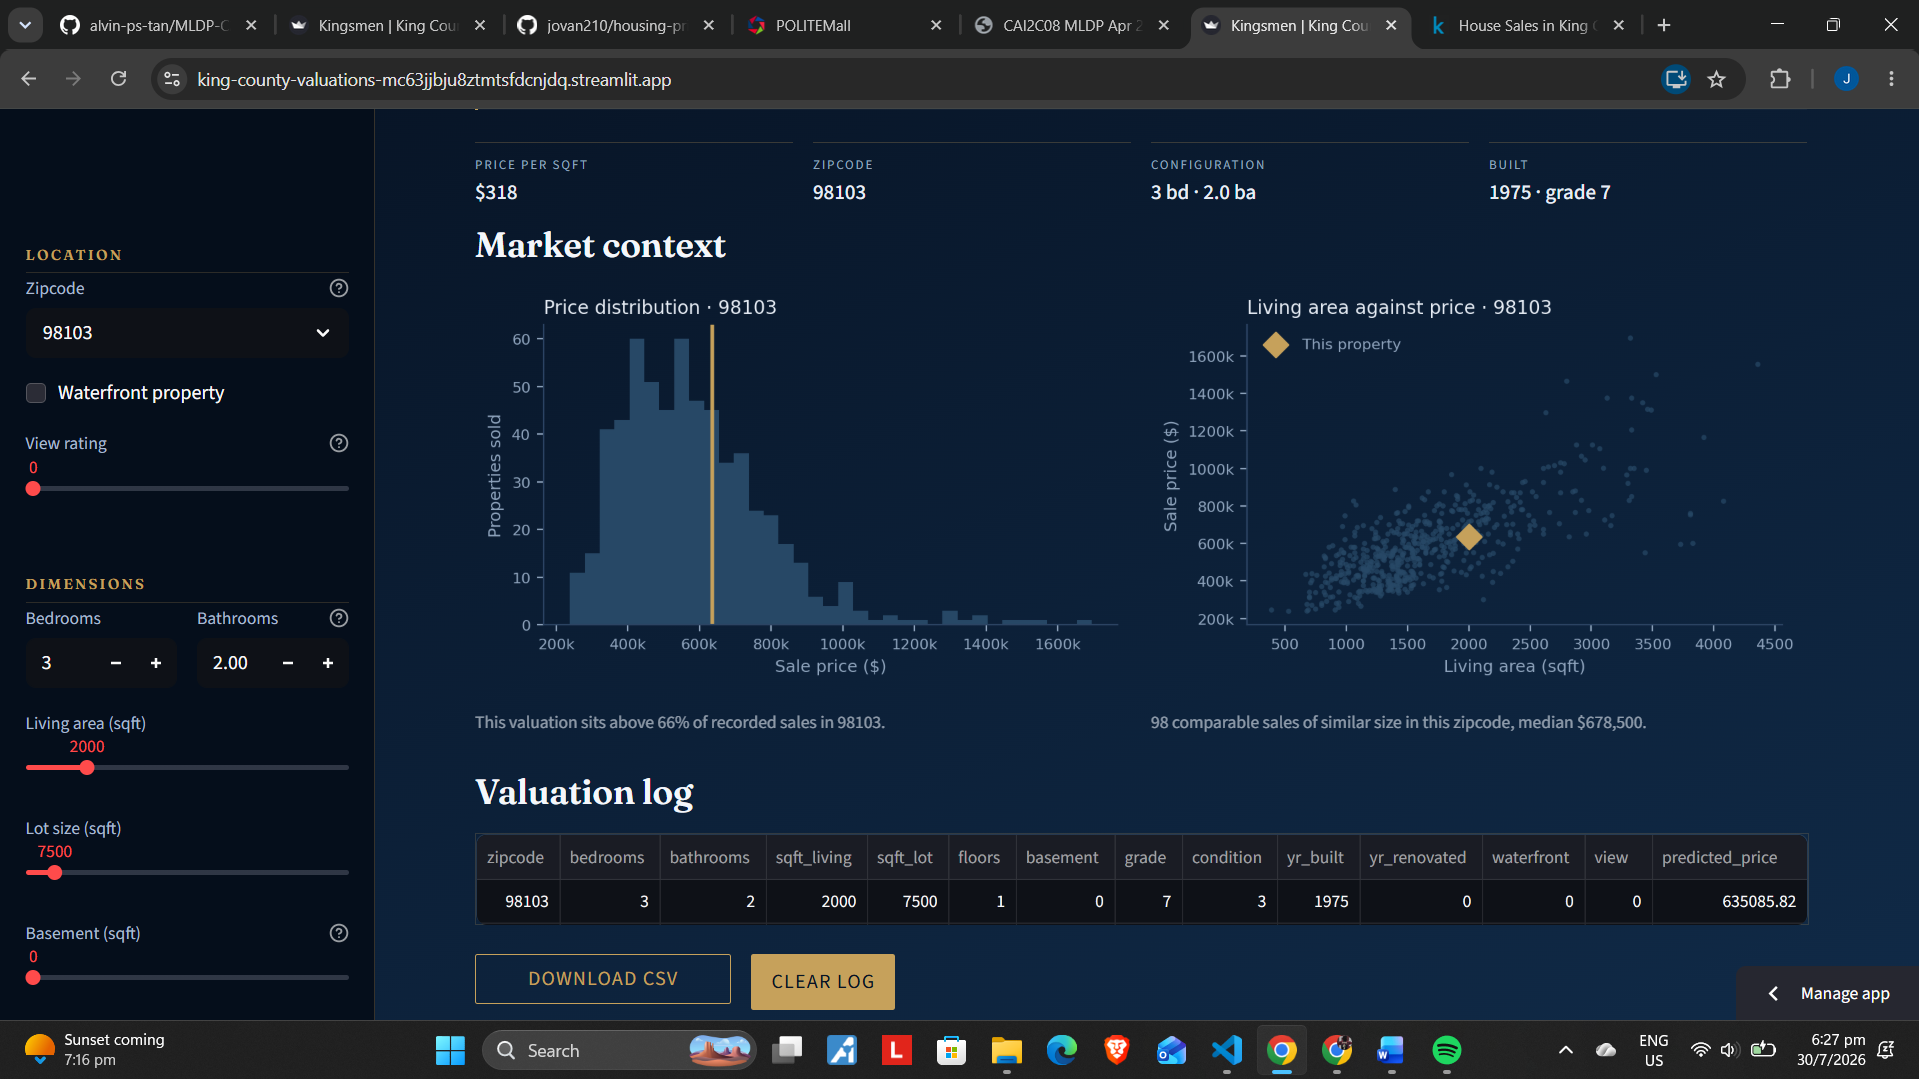 alvin-ps-tan/MLDP-C
Kingsmen | King Cou
jovan210/housing-pr
POLITEMall
CAI2C08 MLDP Apr 2
Kingsmen | King Cou
House Sales in King C
king-county-valuations-mc63jjbju8ztmtsfdcnjdq.streamlit.app
J
LOCATION
Zipcode
98103
Waterfront property
View rating
0
DIMENSIONS
Bedrooms
Bathrooms
3
2.00
Living area (sqft)
2000
Lot size (sqft)
7500
Basement (sqft)
0
PRICE PER SQFT
$318
ZIPCODE
98103
CONFIGURATION
3 bd · 2.0 ba
BUILT
1975 · grade 7
Market context
Price distribution · 98103
Properties sold
60
50
40
30
20
10
0
200k 400k 600k 800k 1000k 1200k 1400k 1600k
Sale price ($)
This valuation sits above 66% of recorded sales in 98103.
Living area against price · 98103
This property
Sale price ($)
1600k
1400k
1200k
1000k
800k
600k
400k
200k
500 1000 1500 2000 2500 3000 3500 4000 4500
Living area (sqft)
98 comparable sales of similar size in this zipcode, median $678,500.
Valuation log
zipcode bedrooms bathrooms sqft_living sqft_lot floors basement grade condition yr_built yr_renovated waterfront view predicted_price
98103 3 2 2000 7500 1 0 7 3 1975 0 0 0 635085.82
DOWNLOAD CSV
CLEAR LOG
Manage app
Sunset coming
7:16 pm
Search
L
W
ENG
US
6:27 pm
30/7/2026